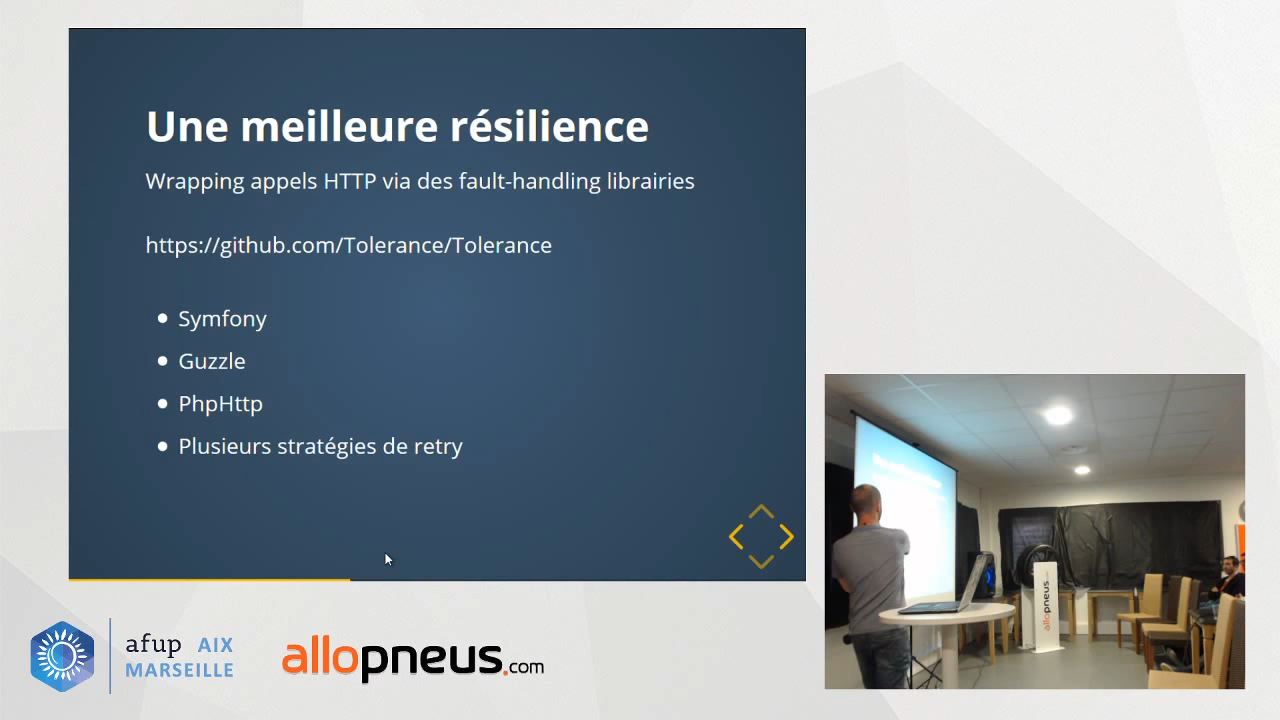 Une meilleure résilience
Wrapping appels HTTP via des fault-handling librairies
https://github.com/Tolerance/Tolerance
Symfony
Guzzle
PhpHttp
Plusieurs stratégies de retry
afup AIX
MARSEILLE
allopneus.com
allopneus